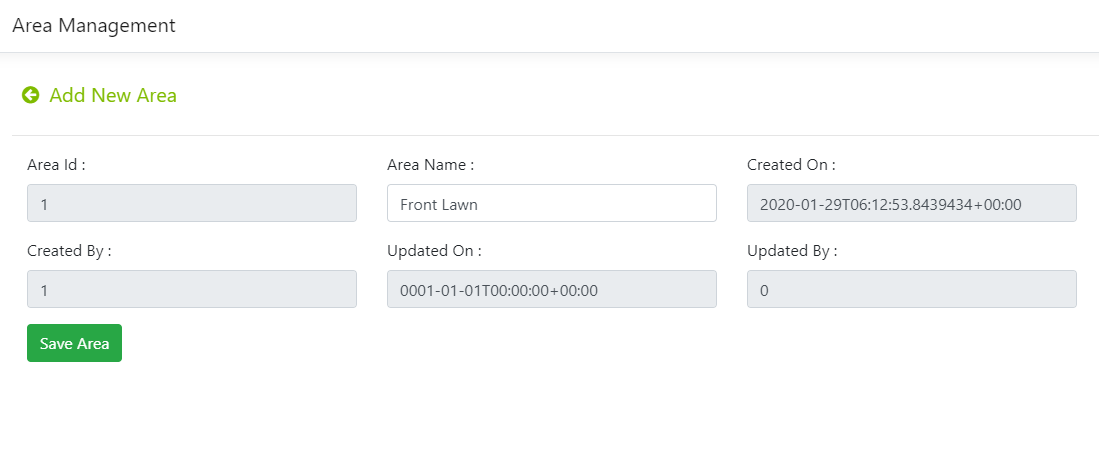 Area Management
Add New Area
Area Id :
Area Name :
Created On :
1
Front Lawn
2020-01-29T06:12:53.8439434+00:00
Created By :
Updated On :
Updated By :
1
0001-01-01T00:00:00+00:00
0
Save Area